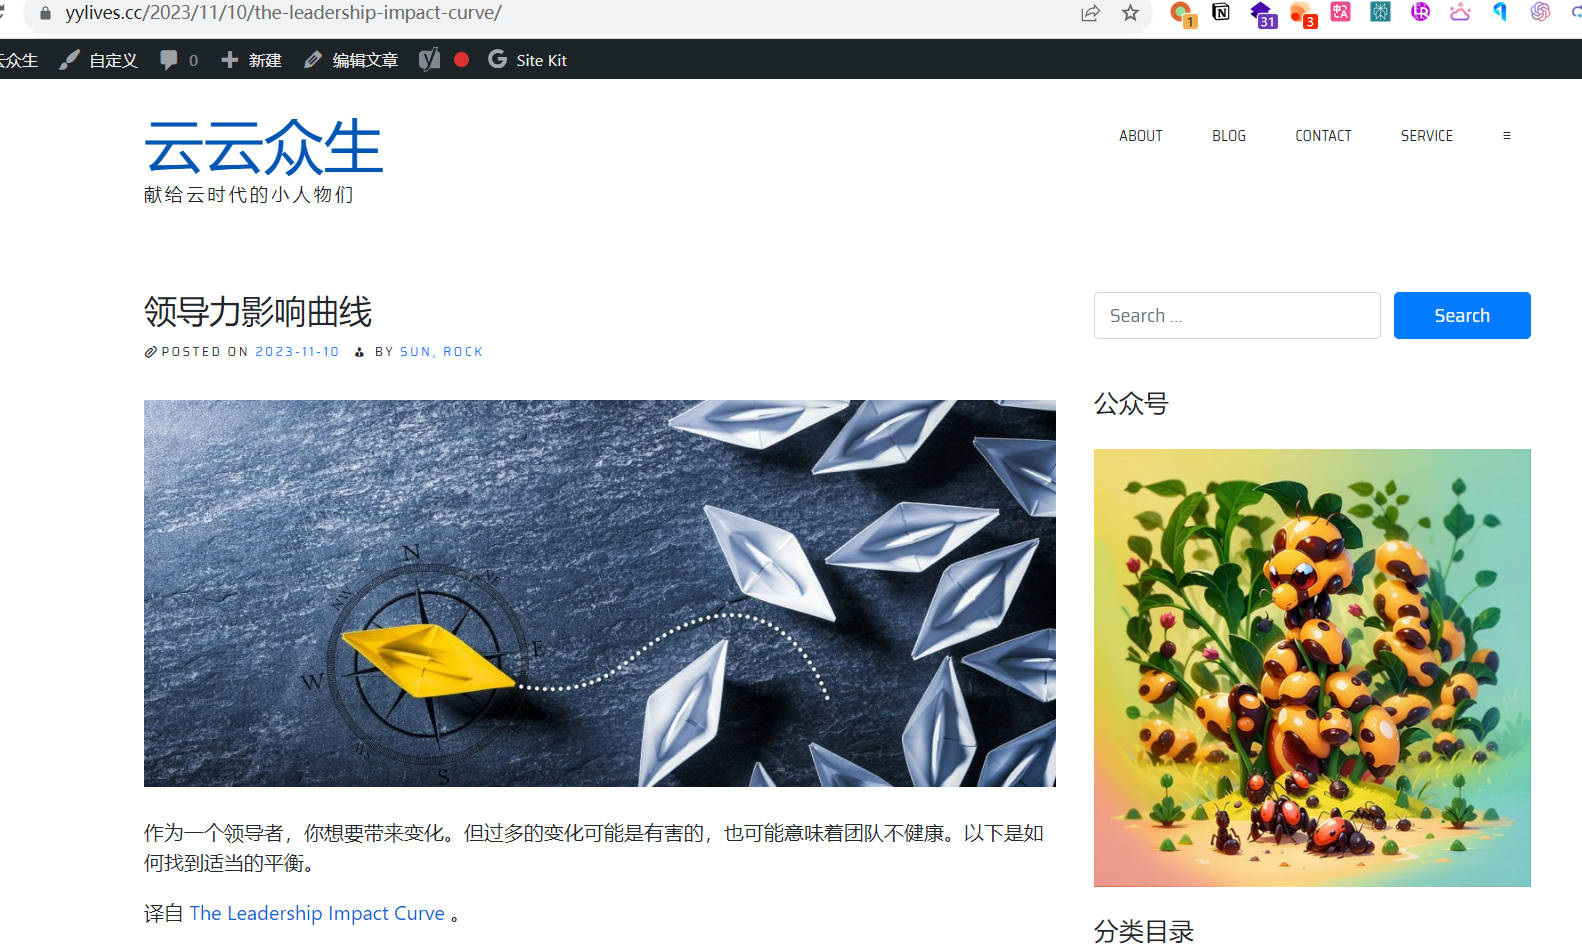 yylives.cc/2023/11/10/the-leadership-impact-curve/
1
31
3
云众生
自定义
0
新建
编辑文章
Site Kit
云云众生
献给云时代的小人物们
ABOUT
BLOG
CONTACT
SERVICE
领导力影响曲线
POSTED ON 2023-11-10 BY SUN, ROCK
Search ...
Search
公众号
N
NE
NW
E
W
S
作为一个领导者，你想要带来变化。但过多的变化可能是有害的，也可能意味着团队不健康。以下是如
何找到适当的平衡。
译自 The Leadership Impact Curve 。
分类目录